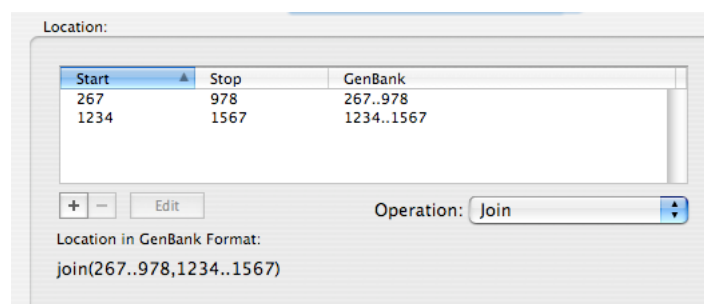 Location:
Start Stop GenBank
267 978 267..978
1234 1567 1234..1567
+ − Edit Operation: Join
Location in GenBank Format:
join(267..978,1234..1567)